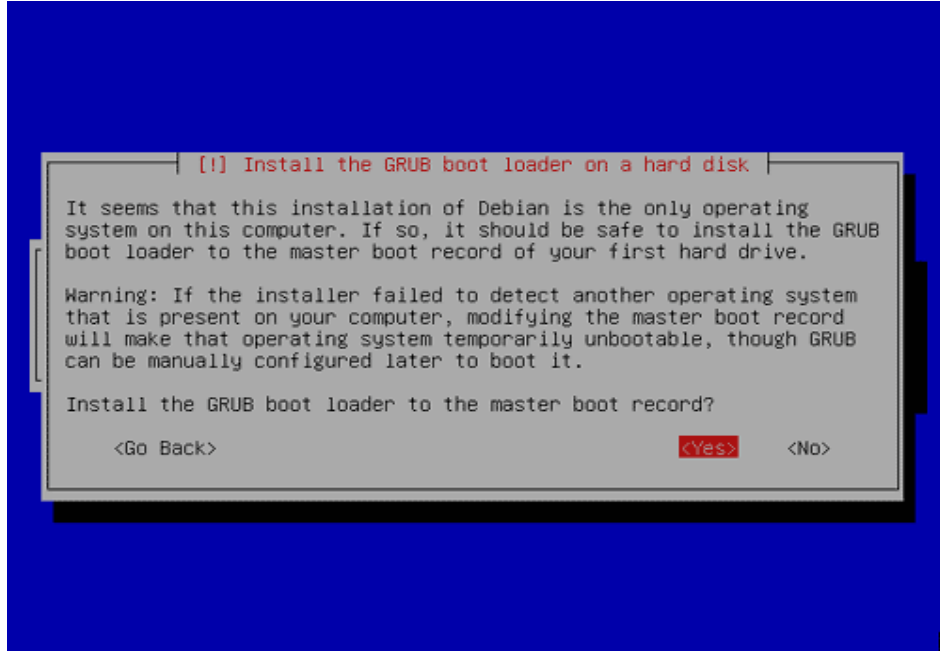 [!] Install the GRUB boot loader on a hard disk
It seems that this installation of Debian is the only operating
system on this computer. If so, it should be safe to install the GRUB
boot loader to the master boot record of your first hard drive.
Warning: If the installer failed to detect another operating system
that is present on your computer, modifying the master boot record
will make that operating system temporarily unbootable, though GRUB
can be manually configured later to boot it.
Install the GRUB boot loader to the master boot record?
<Go Back> <Yes> <No>